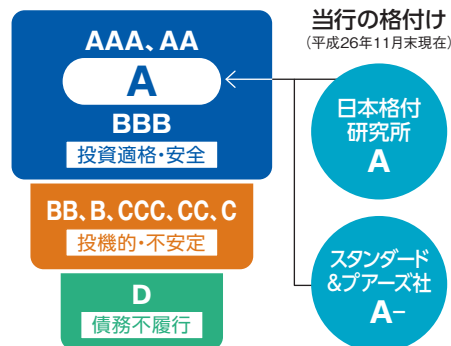 当行の格付け
(平成26年11月末現在)
AAA、AA
A
BBB
投資適格・安全
BB、B、CCC、CC、C
投機的・不安定
D
債務不履行
日本格付
研究所
A
スタンダード
&プアーズ社
A−